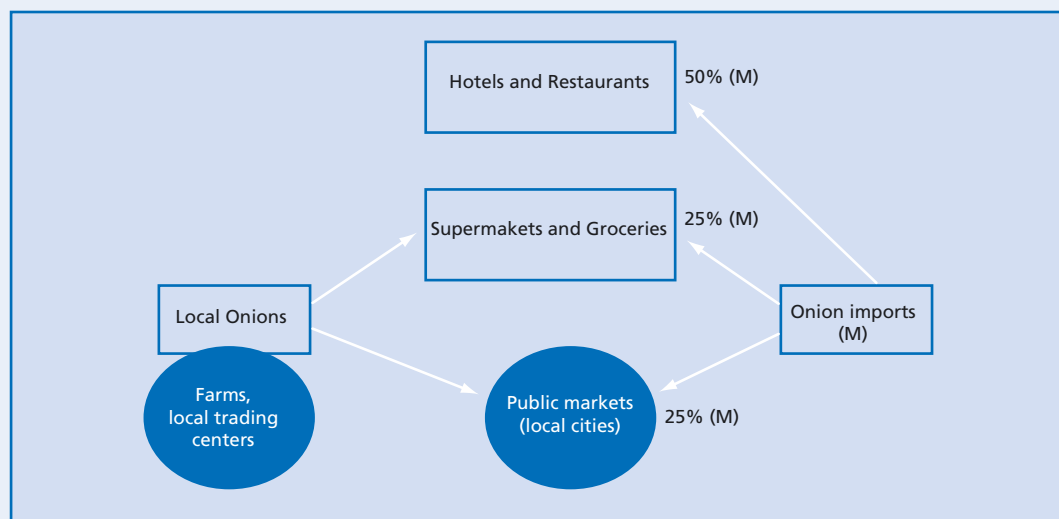 Hotels and Restaurants
50% (M)
Supermakets and Groceries
25% (M)
Local Onions
Onion imports
(M)
Farms,
local trading
centers
Public markets
(local cities)
25% (M)